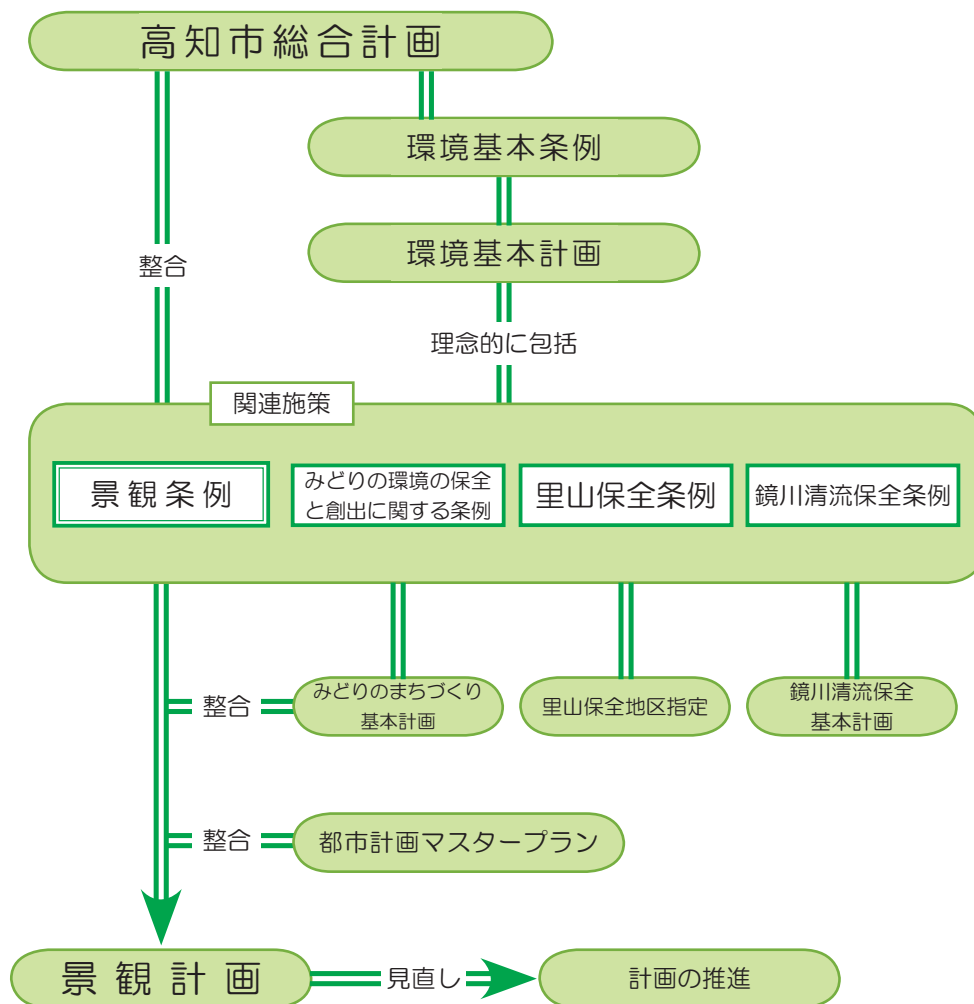 高知市総合計画
環境基本条例
環境基本計画
整合
理念的に包括
関連施策
景観条例
みどりの環境の保全
と創出に関する条例
里山保全条例
鏡川清流保全条例
整合
みどりのまちづくり
基本計画
里山保全地区指定
鏡川清流保全
基本計画
整合
都市計画マスタープラン
景観計画
見直し
計画の推進